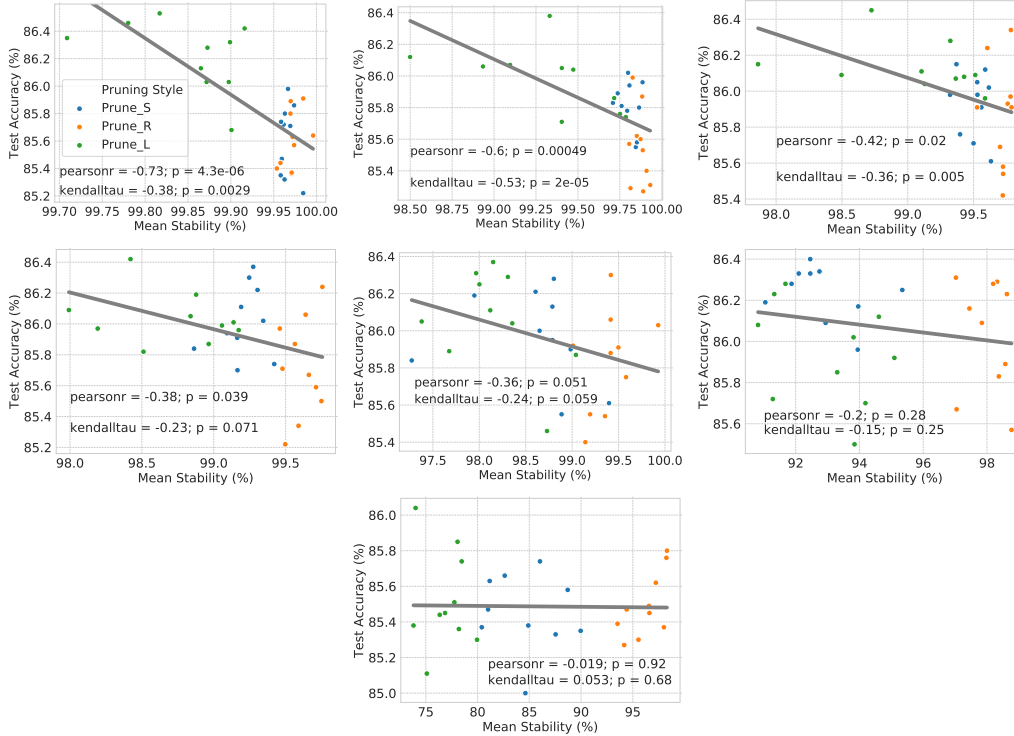 86.4
86.2
86.0
85.8
85.6
85.4
85.2
Test Accuracy (%)
Pruning Style
Prune_S
Prune_R
Prune_L
pearsonr = -0.73; p = 4.3e-06
kendalltau = -0.38; p = 0.0029
99.70 99.75 99.80 99.85 99.90 99.95 100.00
Mean Stability (%)
86.4
86.2
86.0
85.8
85.6
85.4
Test Accuracy (%)
pearsonr = -0.6; p = 0.00049
kendalltau = -0.53; p = 2e-05
98.50 98.75 99.00 99.25 99.50 99.75 100.00
Mean Stability (%)
86.4
86.2
86.0
85.8
85.6
85.4
Test Accuracy (%)
pearsonr = -0.42; p = 0.02
kendalltau = -0.36; p = 0.005
98.0 98.5 99.0 99.5
Mean Stability (%)
86.4
86.2
86.0
85.8
85.6
85.4
85.2
Test Accuracy (%)
pearsonr = -0.38; p = 0.039
kendalltau = -0.23; p = 0.071
98.0 98.5 99.0 99.5
Mean Stability (%)
86.4
86.2
86.0
85.8
85.6
85.4
Test Accuracy (%)
pearsonr = -0.36; p = 0.051
kendalltau = -0.24; p = 0.059
97.5 98.0 98.5 99.0 99.5 100.0
Mean Stability (%)
86.4
86.2
86.0
85.8
85.6
Test Accuracy (%)
pearsonr = -0.2; p = 0.28
kendalltau = -0.15; p = 0.25
92 94 96 98
Mean Stability (%)
86.0
85.8
85.6
85.4
85.2
85.0
Test Accuracy (%)
pearsonr = -0.019; p = 0.92
kendalltau = 0.053; p = 0.68
75 80 85 90 95
Mean Stability (%)